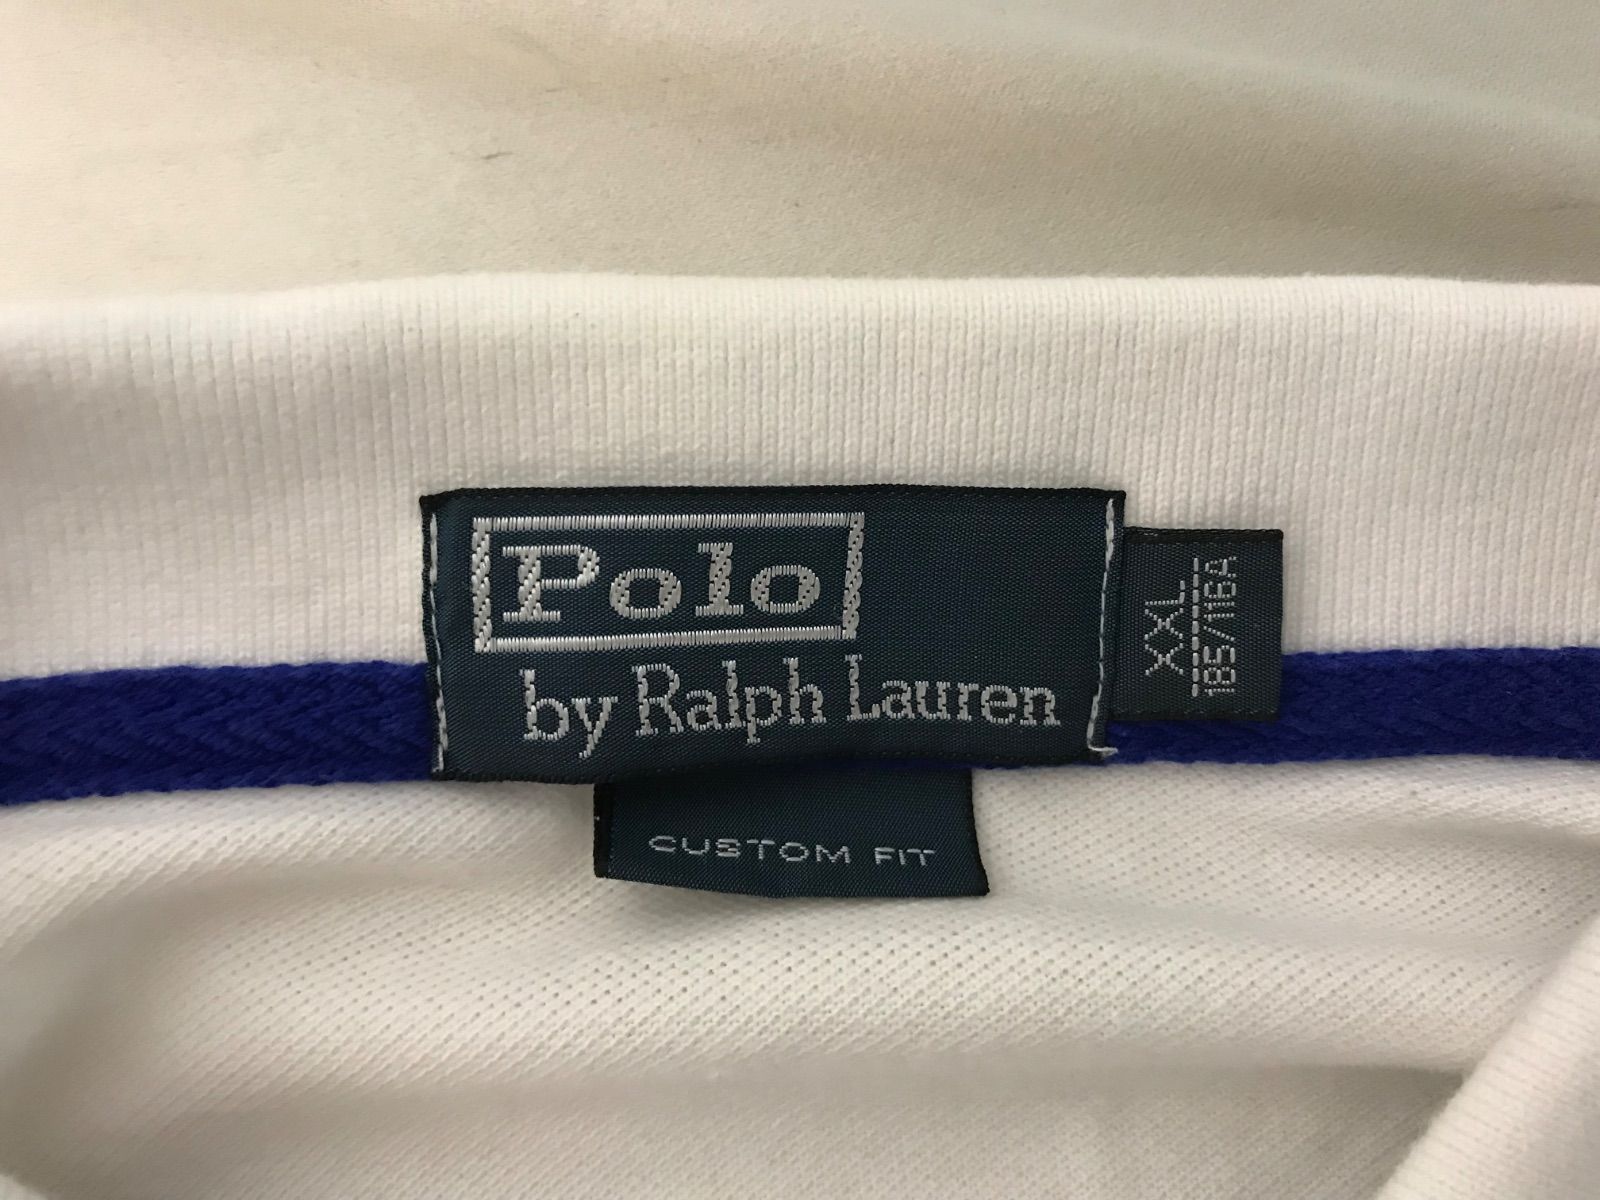 Polo
by Ralph Lauren
XXL
185/116A
CUSTOM FIT